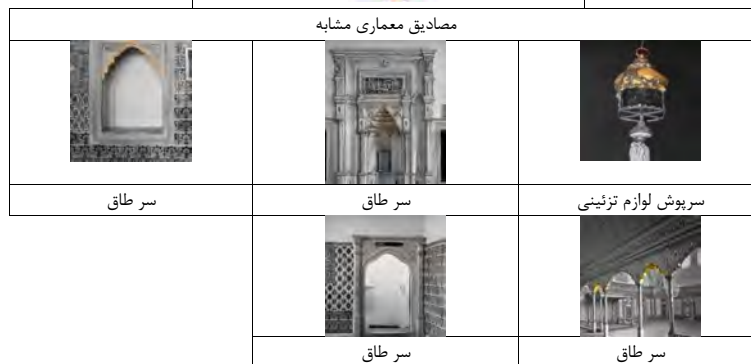 مصادیق معماری مشابه
سرپوش لوازم تزئینی
سر طاق
سر طاق
سر طاق
سر طاق